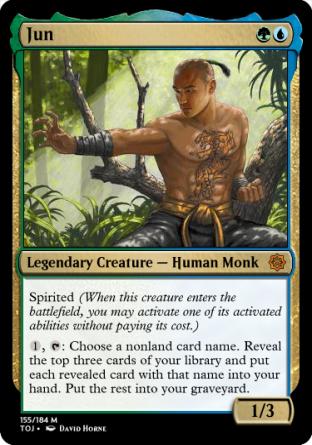 Jun
Legendary Creature — Human Monk
Spirited (When this creature enters the
battlefield, you may activate one of its activated
abilities without paying its cost.)
1, T: Choose a nonland card name. Reveal
the top three cards of your library and put
each revealed card with that name into your
hand. Put the rest into your graveyard.
1/3
155/184 M
TOJ • David Horne